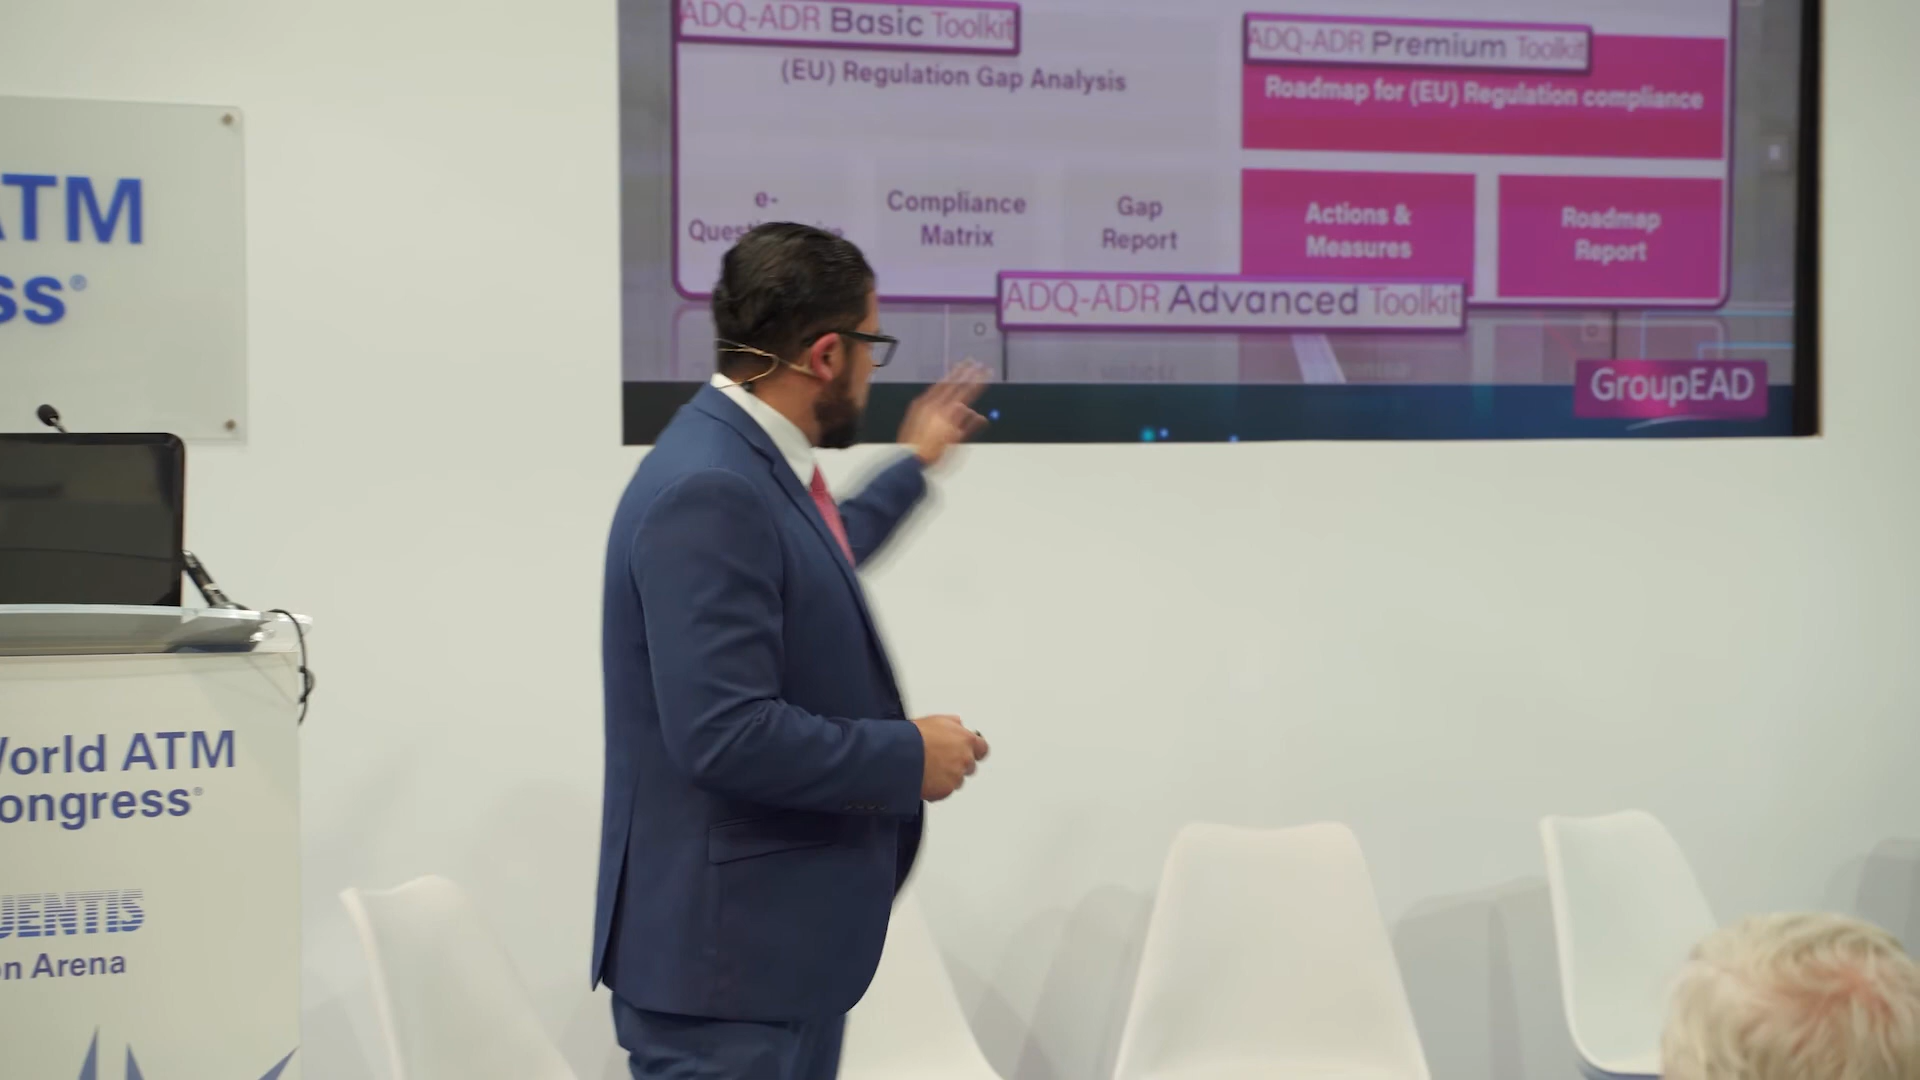 ADQ-ADR Basic Toolkit
(EU) Regulation Gap Analysis
ADQ-ADR Premium Toolkit
Roadmap for (EU) Regulation compliance
e-
Compliance
Matrix
Gap
Report
Actions &
Measures
Roadmap
Report
ADQ-ADR Advanced Toolkit
GroupEAD
ATM
ss®
World ATM
Congress®
UENTIS
on Arena